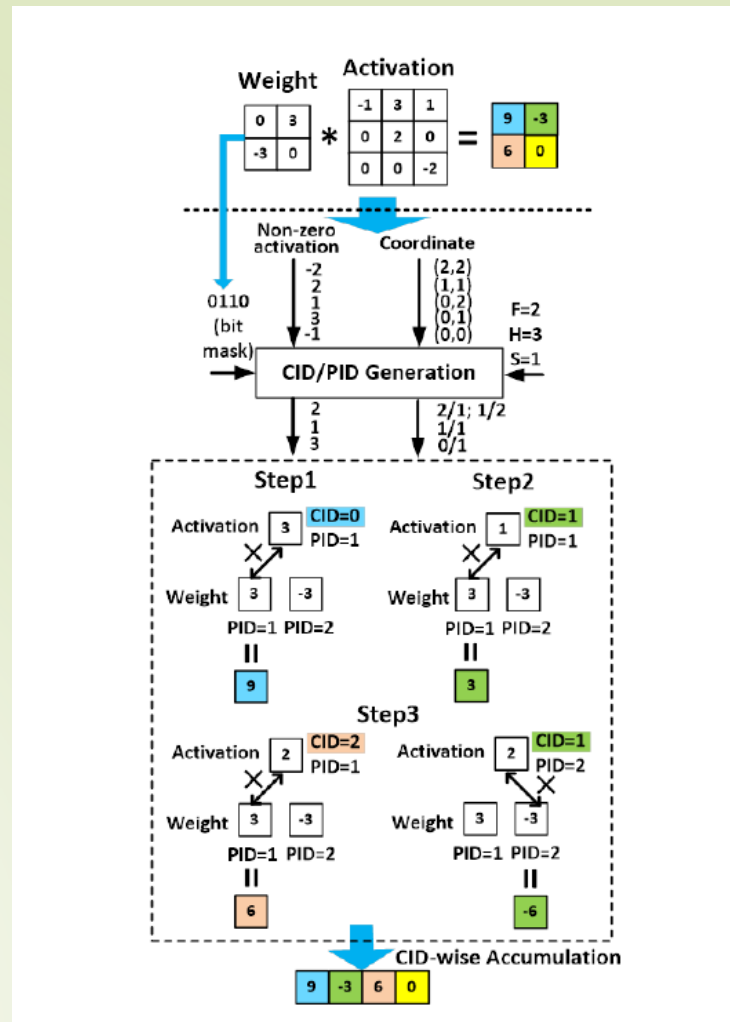 Weight Activation
0 3
-3 0
*
-1 3 1
0 2 0
0 0 -2
=
9 -3
6 0
Non-zero activation
Coordinate
-2
2
1
3
-1
(2,2)
(1,1)
(0,2)
(0,1)
(0,0)
0110
(bit
mask)
F=2
H=3
S=1
CID/PID Generation
2
1
3
2/1; 1/2
1/1
0/1
Step1
Activation 3 CID=0
PID=1
×
Weight 3 -3
PID=1 PID=2
=
9
Step2
Activation 1 CID=1
PID=1
×
Weight 3 -3
PID=1 PID=2
=
3
Step3
Activation 2 CID=2
PID=1
×
Weight 3 -3
PID=1 PID=2
=
6
Activation 2 CID=1
PID=2
×
Weight 3 -3
PID=1 PID=2
=
-6
CID-wise Accumulation
9 -3 6 0